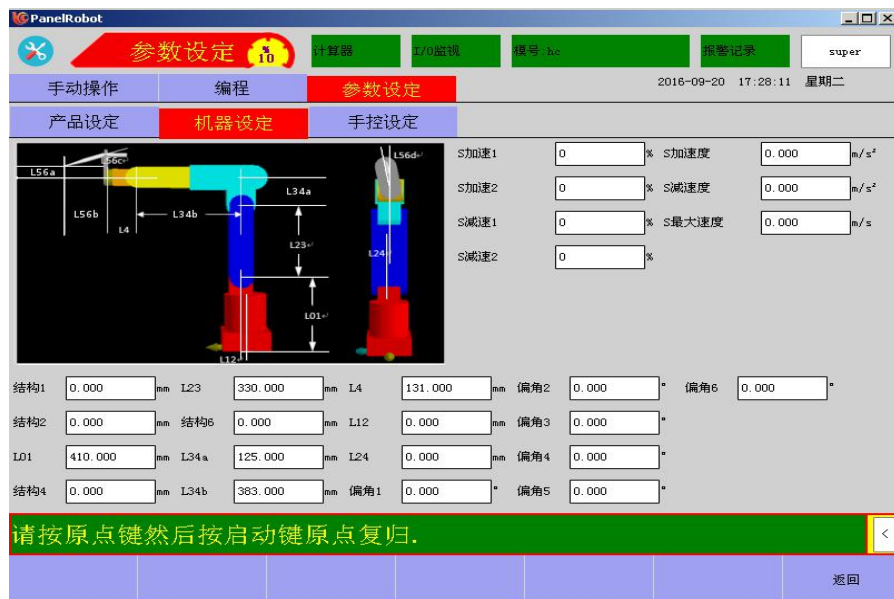 PanelRobot
参数设定 % 10 计算器 I/O监视 模号 hc 报警记录 super
手动操作 编程 参数设定 2016-09-20 17:28:11 星期二
产品设定 机器设定 手控设定
L56a L56c L56d
L56b L4 L34b L34a
L23 L24
L01
L12
S加速1 0 % S加速度 0.000 m/s²
S加速2 0 % S减速度 0.000 m/s²
S减速1 0 % S最大速度 0.000 m/s
S减速2 0 %
结构1 0.000 mm L23 330.000 mm L4 131.000 mm 偏角2 0.000 ° 偏角6 0.000 °
结构2 0.000 mm 结构6 0.000 mm L12 0.000 mm 偏角3 0.000 °
L01 410.000 mm L34a 125.000 mm L24 0.000 mm 偏角4 0.000 °
结构4 0.000 mm L34b 383.000 mm 偏角1 0.000 ° 偏角5 0.000 °
请按原点键然后按启动键原点复归.
<
返回